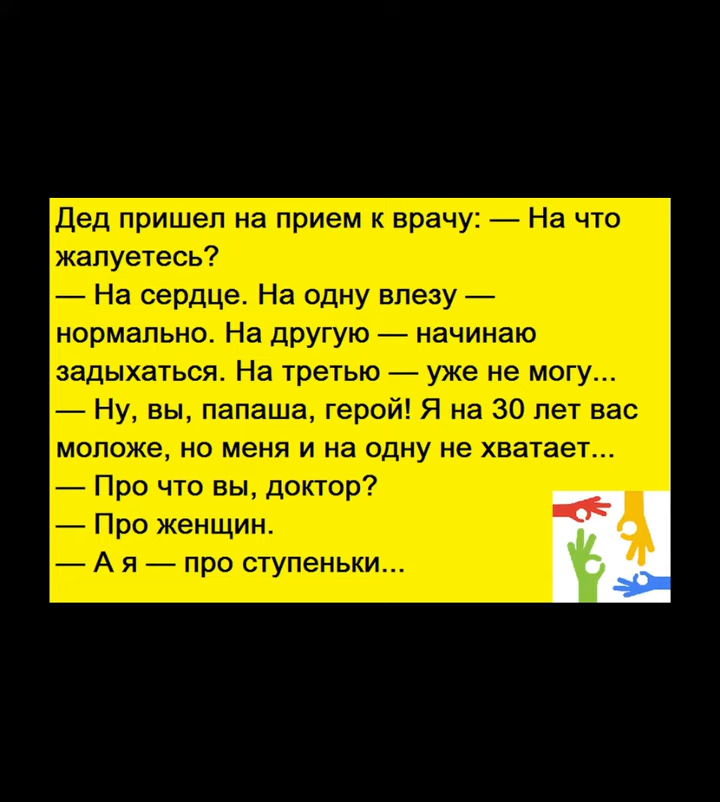 Дед пришел на прием к врачу: — На что
жалуетесь?
— На сердце. На одну влезу —
нормально. На другую — начинаю
задыхаться. На третью — уже не могу...
— Ну, вы, папаша, герой! Я на 30 лет вас
моложе, но меня и на одну не хватает...
— Про что вы, доктор?
— Про женщин.
— А я — про ступеньки...